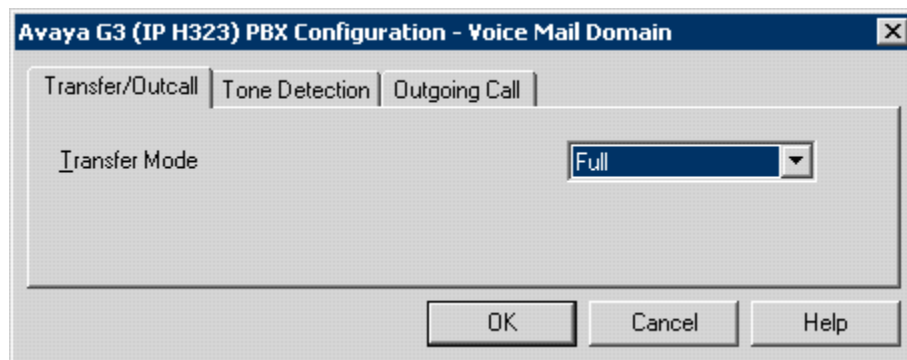 Avaya G3 (IP H323) PBX Configuration - Voice Mail Domain
Transfer/Outcall Tone Detection Outgoing Call
Transfer Mode Full
OK Cancel Help